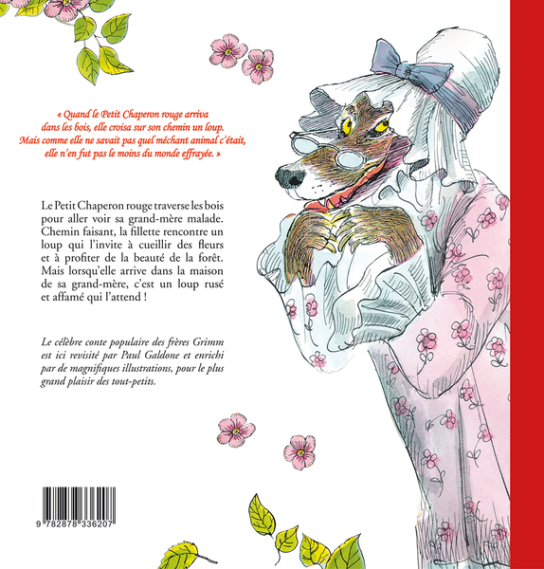 « Quand le Petit Chaperon rouge arriva
dans les bois, elle croisa sur son chemin un loup.
Mais comme elle ne savait pas quel méchant animal c'était,
elle n'en fut pas le moins du monde effrayée. »
Le Petit Chaperon rouge traverse les bois
pour aller voir sa grand-mère malade.
Chemin faisant, la fillette rencontre un
loup qui l'invite à cueillir des fleurs
et à profiter de la beauté de la forêt.
Mais lorsqu'elle arrive dans la maison
de sa grand-mère, c'est un loup rusé
et affamé qui l'attend !
Le célèbre conte populaire des frères Grimm
est ici revisité par Paul Galdone et enrichi
par de magnifiques illustrations, pour le plus
grand plaisir des tout-petits.
9 782878 336207